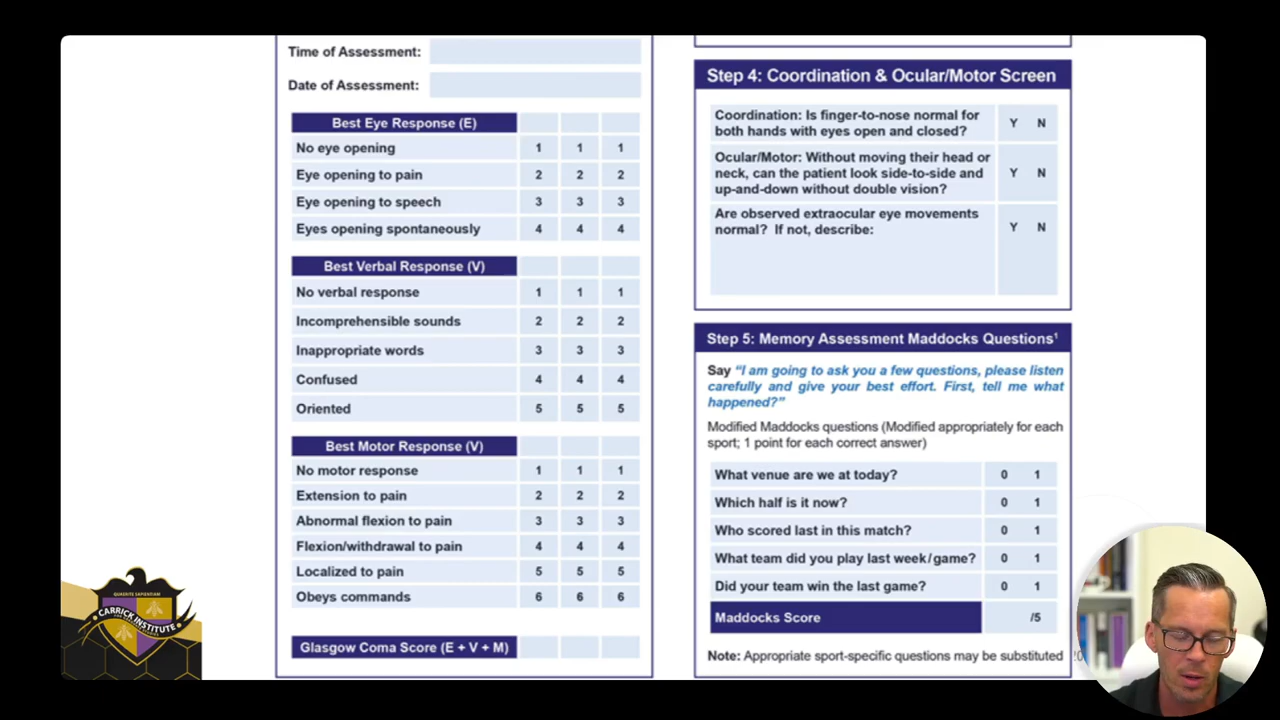 Time of Assessment:
Date of Assessment:
Best Eye Response (E)
No eye opening 1 1 1
Eye opening to pain 2 2 2
Eye opening to speech 3 3 3
Eyes opening spontaneously 4 4 4
Best Verbal Response (V)
No verbal response 1 1 1
Incomprehensible sounds 2 2 2
Inappropriate words 3 3 3
Confused 4 4 4
Oriented 5 5 5
Best Motor Response (V)
No motor response 1 1 1
Extension to pain 2 2 2
Abnormal flexion to pain 3 3 3
Flexion/withdrawal to pain 4 4 4
Localized to pain 5 5 5
Obeys commands 6 6 6
Glasgow Coma Score (E + V + M)
Step 4: Coordination & Ocular/Motor Screen
Coordination: Is finger-to-nose normal for
both hands with eyes open and closed? Y N
Ocular/Motor: Without moving their head or
neck, can the patient look side-to-side and Y N
up-and-down without double vision?
Are observed extraocular eye movements
normal? If not, describe: Y N
Step 5: Memory Assessment Maddocks Questions¹
Say “I am going to ask you a few questions, please listen
carefully and give your best effort. First, tell me what
happened?”
Modified Maddocks questions (Modified appropriately for each
sport; 1 point for each correct answer)
What venue are we at today? 0 1
Which half is it now? 0 1
Who scored last in this match? 0 1
What team did you play last week/game? 0 1
Did your team win the last game? 0 1
Maddocks Score /5
Note: Appropriate sport-specific questions may be substituted
QUAERITE SAPIENTIAM
CARRICK INSTITUTE